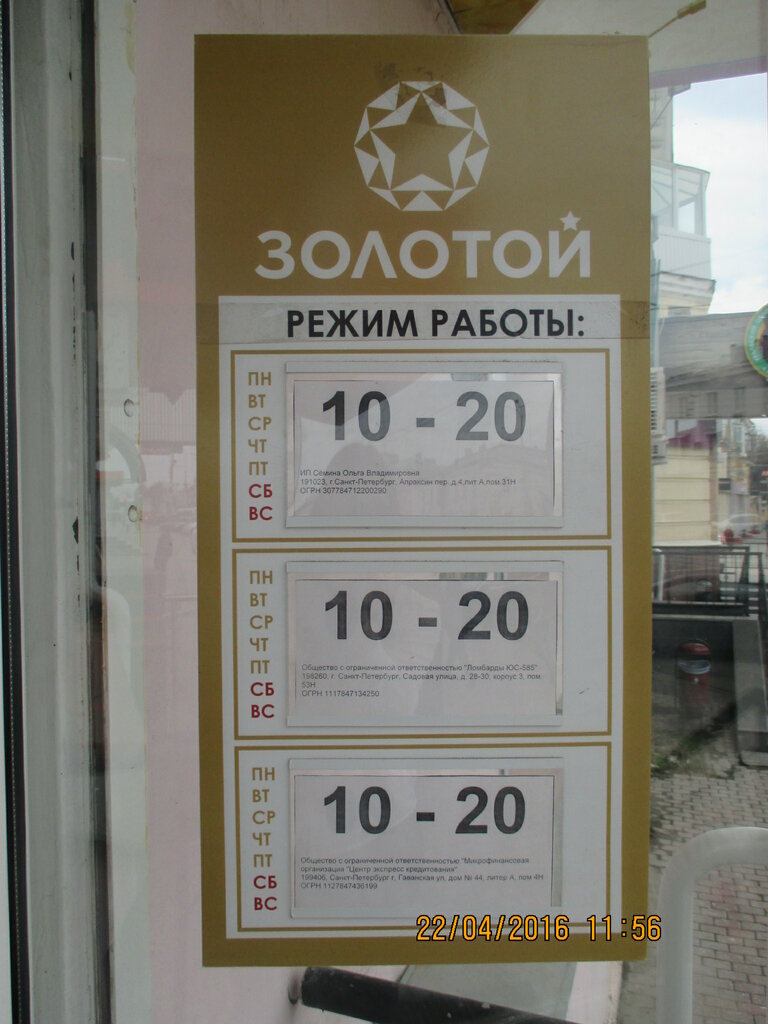 ЗОЛОТОЙ
РЕЖИМ РАБОТЫ:
ПН
ВТ
СР
ЧТ
ПТ
СБ
ВС
10 - 20
ИП Семина Ольга Владимировна
191023, г.Санкт-Петербург, Апраксин пер.,д.4,лит.А,пом.31Н
ОГРН 307784712200290
ПН
ВТ
СР
ЧТ
ПТ
СБ
ВС
10 - 20
Общество с ограниченной ответственностью "Ломбарды ЮС-585"
198260, г. Санкт-Петербург, Садовая улица, д. 28-30, корпус 3, пом.
53Н
ОГРН 1117847134250
ПН
ВТ
СР
ЧТ
ПТ
СБ
ВС
10 - 20
Общество с ограниченной ответственностью "Микрофинансовая
организация "Центр экспресс кредитования"
199406, Санкт-Петербург г, Гаванская ул, дом № 44, литер А, пом 4Н
ОГРН 1127847436199
22/04/2016 11:56